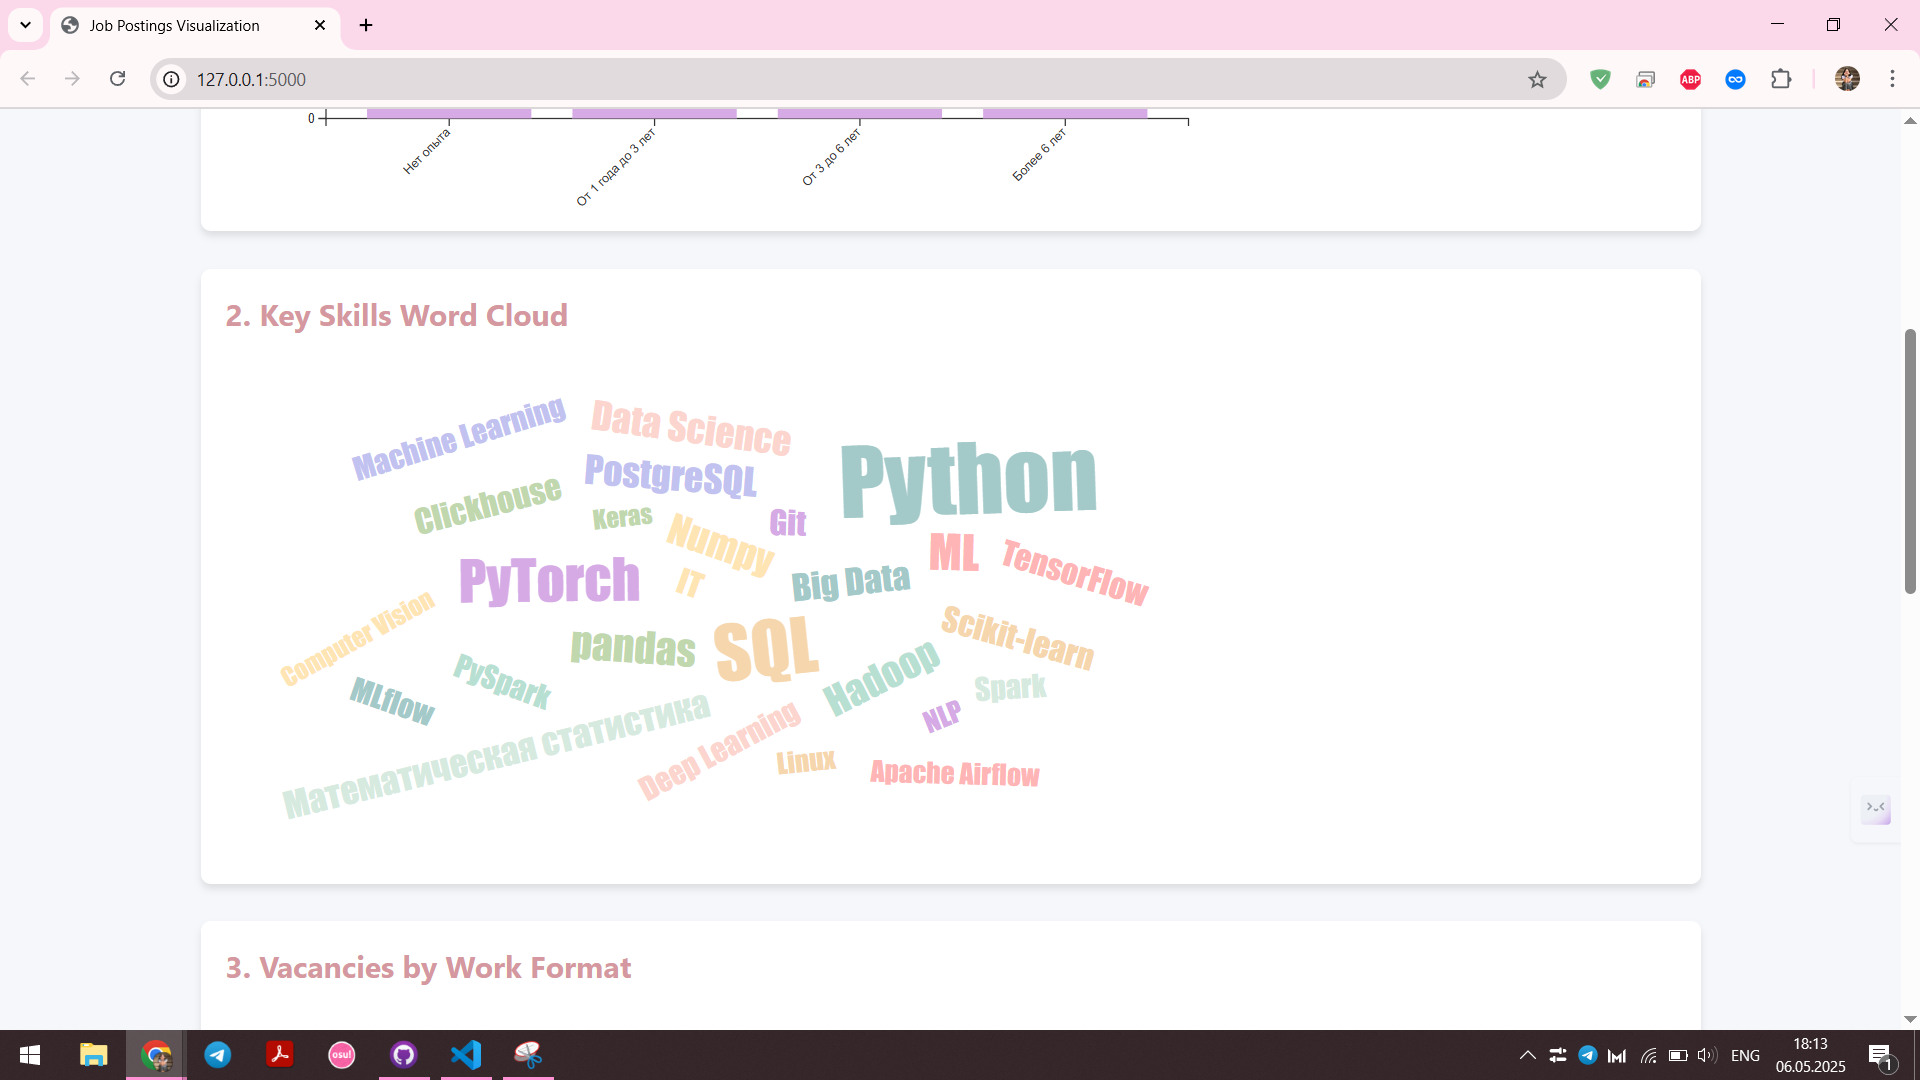 Job Postings Visualization
127.0.0.1:5000
ABP
0
Нет опыта
От 1 года до 3 лет
От 3 до 6 лет
Более 6 лет
2. Key Skills Word Cloud
Machine Learning
Data Science
Python
PostgreSQL
Clickhouse
Keras
Git
Numpy
ML
TensorFlow
PyTorch
IT
Big Data
Computer Vision
pandas
SQL
Scikit-learn
PySpark
Hadoop
Spark
MLflow
NLP
Математическая статистика
Deep Learning
Linux
Apache Airflow
3. Vacancies by Work Format
osu!
ENG
18:13
06.05.2025
1